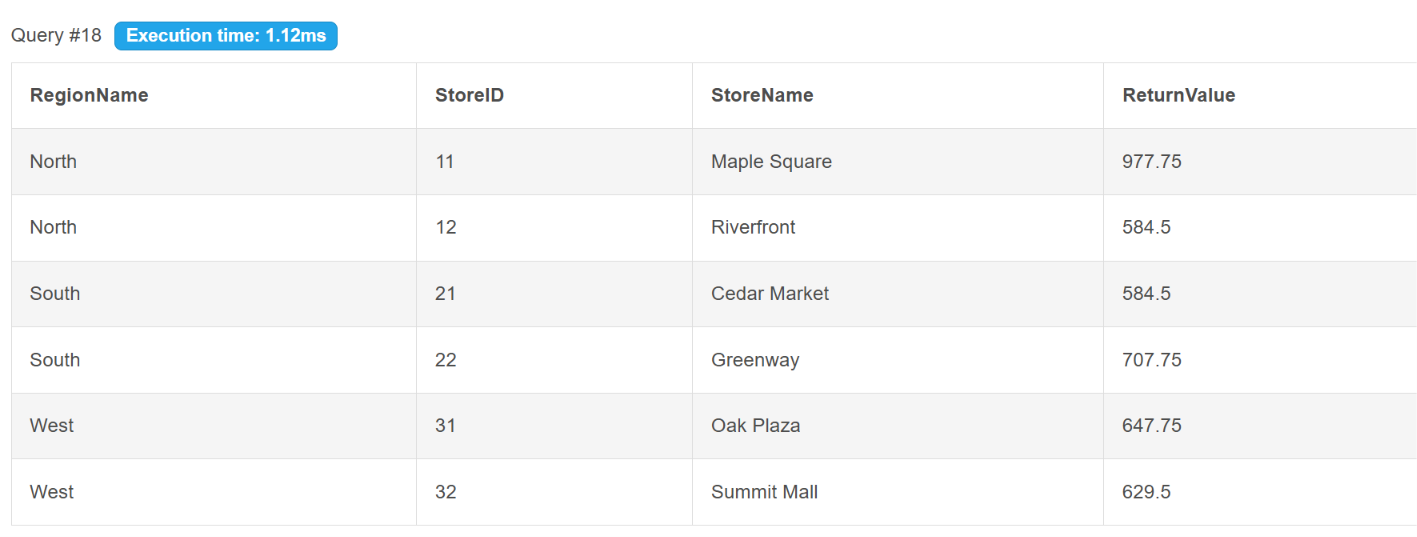 Query #18 Execution time: 1.12ms
RegionName StoreID StoreName ReturnValue
North 11 Maple Square 977.75
North 12 Riverfront 584.5
South 21 Cedar Market 584.5
South 22 Greenway 707.75
West 31 Oak Plaza 647.75
West 32 Summit Mall 629.5